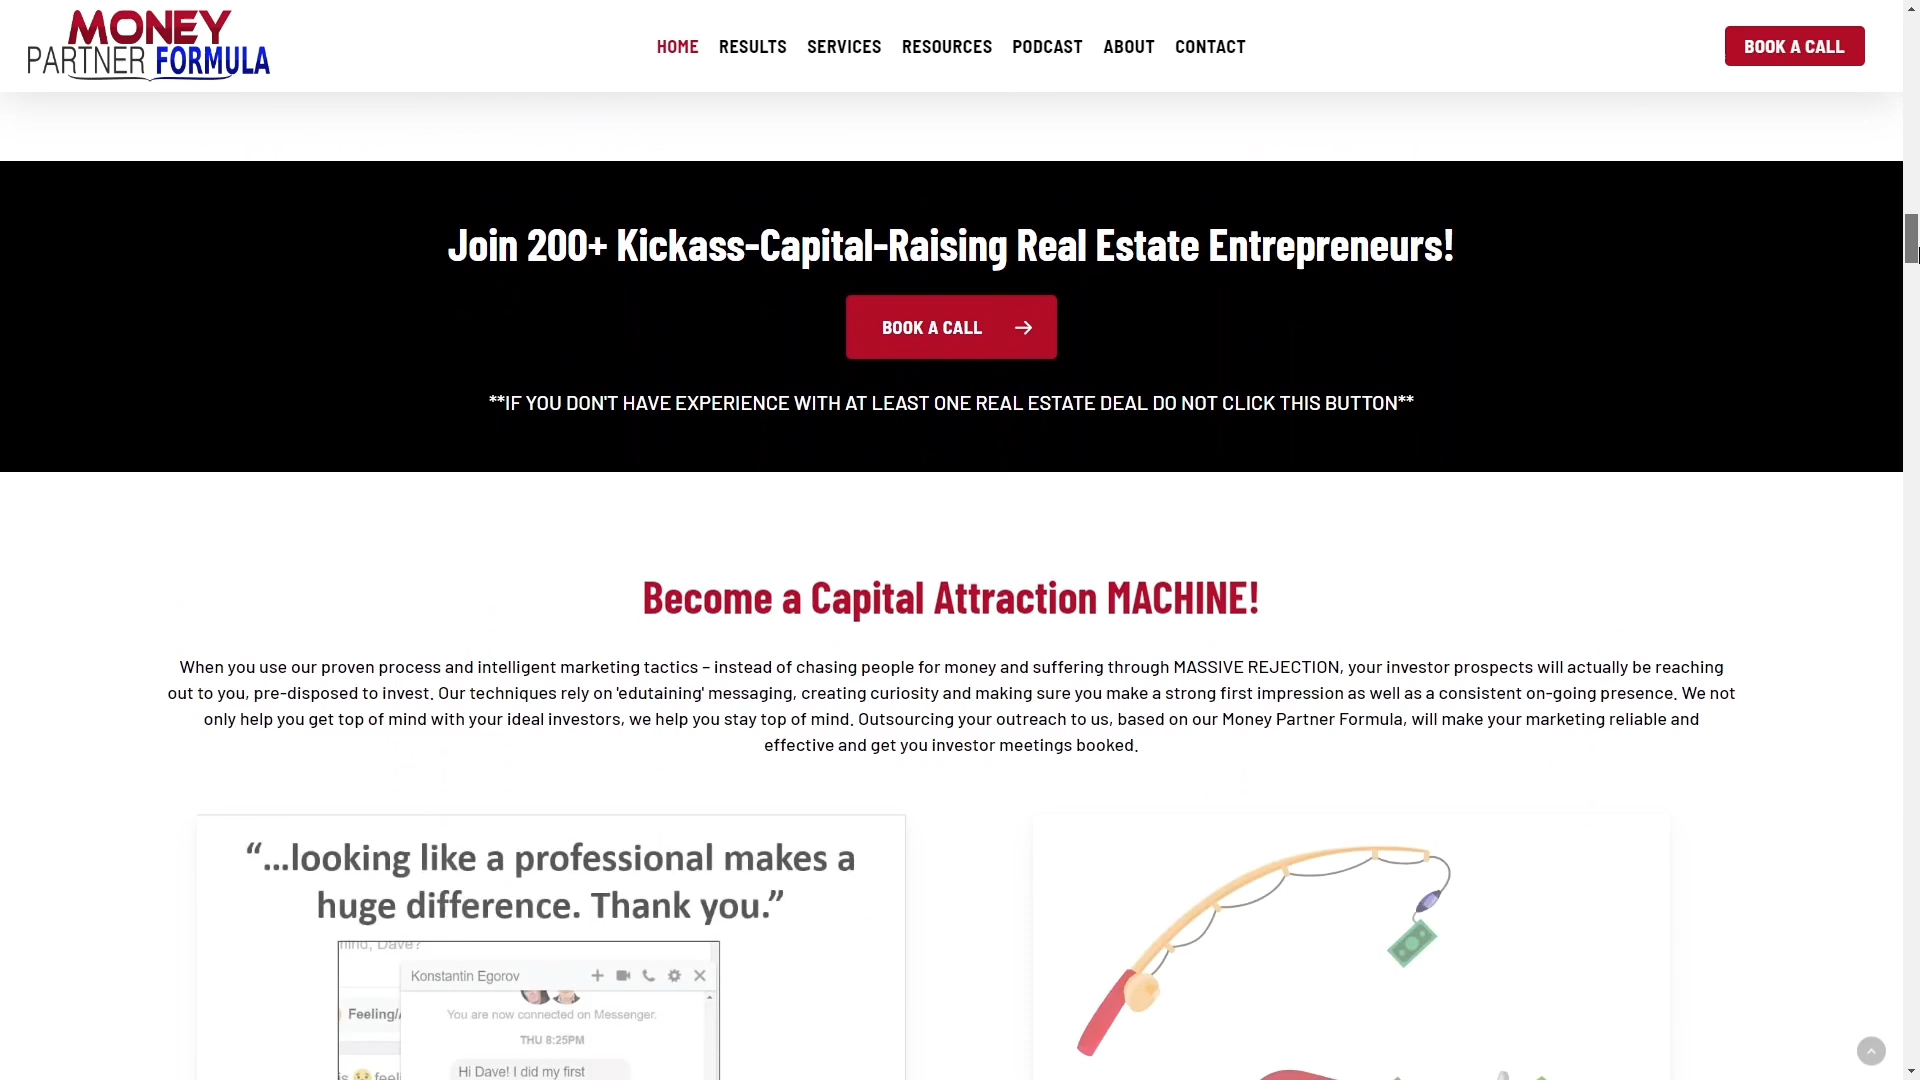 MONEY
PARTNER FORMULA
HOME RESULTS SERVICES RESOURCES PODCAST ABOUT CONTACT
BOOK A CALL
Join 200+ Kickass-Capital-Raising Real Estate Entrepreneurs!
BOOK A CALL
**IF YOU DON'T HAVE EXPERIENCE WITH AT LEAST ONE REAL ESTATE DEAL DO NOT CLICK THIS BUTTON**
Become a Capital Attraction MACHINE!
When you use our proven process and intelligent marketing tactics – instead of chasing people for money and suffering through MASSIVE REJECTION, your investor prospects will actually be reaching
out to you, pre-disposed to invest. Our techniques rely on 'edutaining' messaging, creating curiosity and making sure you make a strong first impression as well as a consistent on-going presence. We not
only help you get top of mind with your ideal investors, we help you stay top of mind. Outsourcing your outreach to us, based on our Money Partner Formula, will make your marketing reliable and
effective and get you investor meetings booked.
“...looking like a professional makes a
huge difference. Thank you.”
mind, Dave?
Konstantin Egorov
Feeling/
You are now connected on Messenger.
THU 8:25PM
Hi Dave! I did my first
is feel